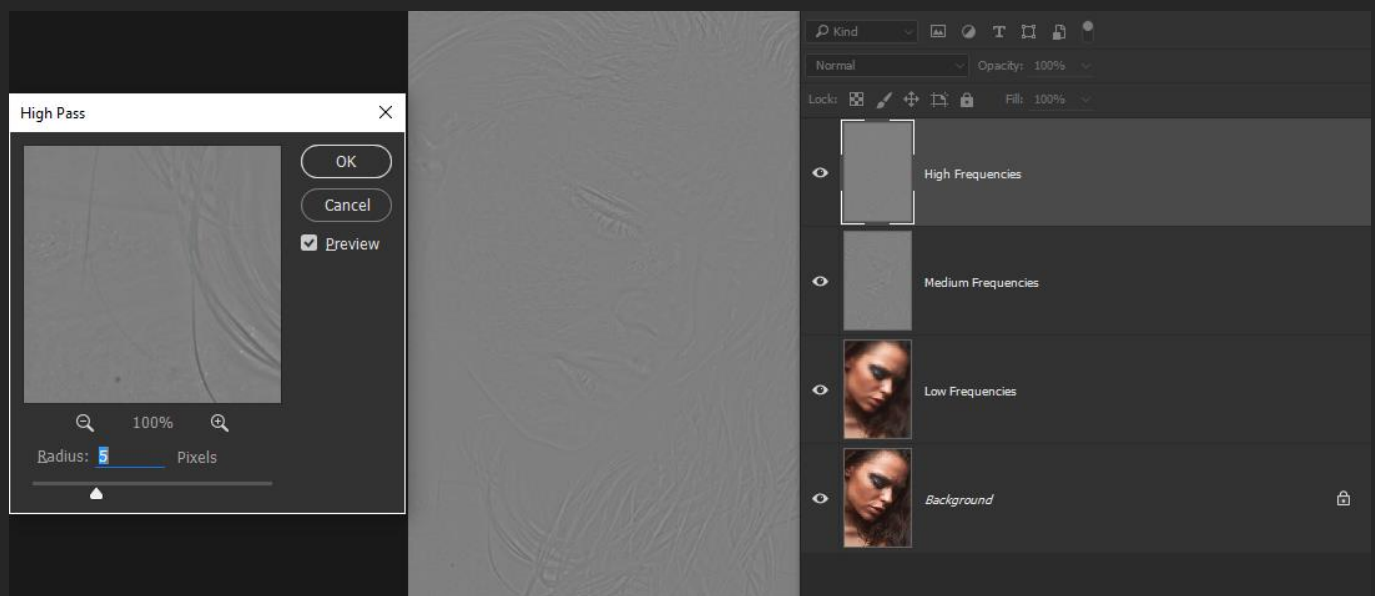 High Pass
OK
Cancel
Preview
100%
Radius: 5 Pixels
Kind
Normal Opacity: 100%
Lock: Fill: 100%
High Frequencies
Medium Frequencies
Low Frequencies
Background